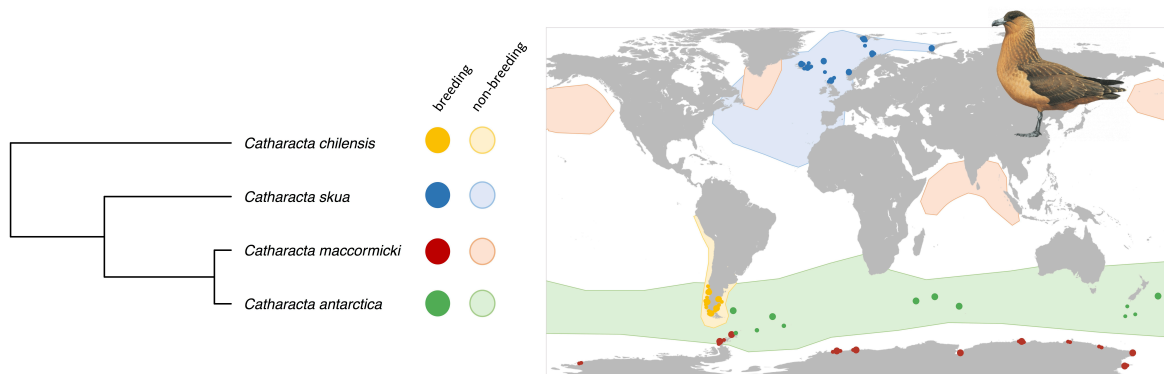 breeding
non-breeding
Catharacta chilensis
Catharacta skua
Catharacta maccormicki
Catharacta antarctica